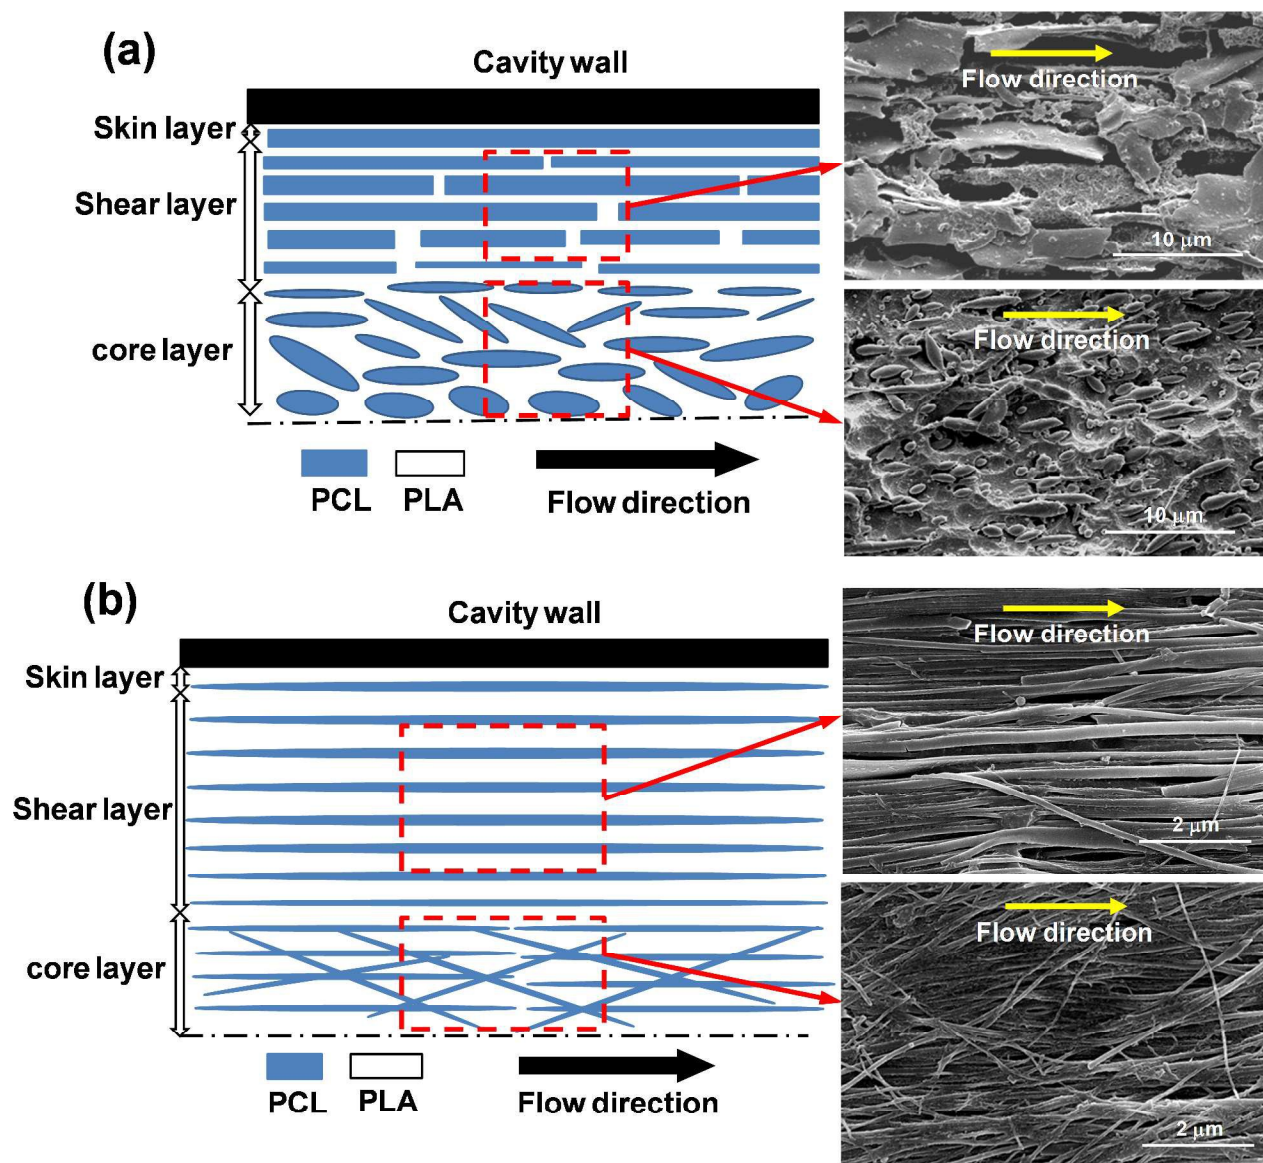 (a)
Cavity wall
Skin layer
Shear layer
core layer
PCL
PLA
Flow direction
Flow direction
10 μm
Flow direction
10 μm
(b)
Cavity wall
Skin layer
Shear layer
core layer
PCL
PLA
Flow direction
Flow direction
2 μm
Flow direction
2 μm